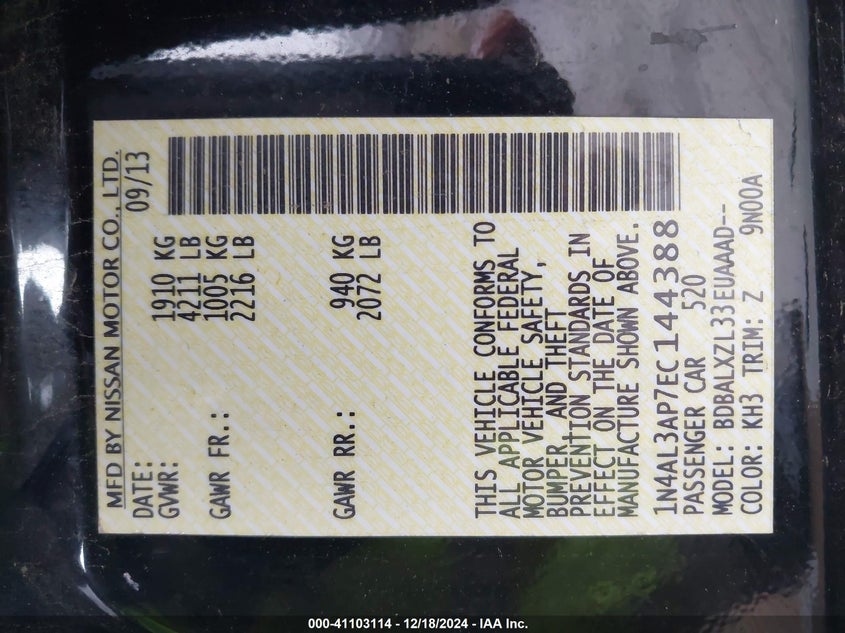 MFD BY NISSAN MOTOR CO., LTD.
DATE: 09/13
GVWR: 1910 KG
4211 LB
GAWR FR.: 1005 KG
2216 LB
GAWR RR.: 940 KG
2072 LB
THIS VEHICLE CONFORMS TO
ALL APPLICABLE FEDERAL
MOTOR VEHICLE SAFETY,
BUMPER, AND THEFT
PREVENTION STANDARDS IN
EFFECT ON THE DATE OF
MANUFACTURE SHOWN ABOVE.
1N4AL3AP7EC144388
PASSENGER CAR 520
MODEL: BDBALXZL33EUAAAD--
COLOR: KH3 TRIM: Z 9N00A
000-41103114 - 12/18/2024 - IAA Inc.